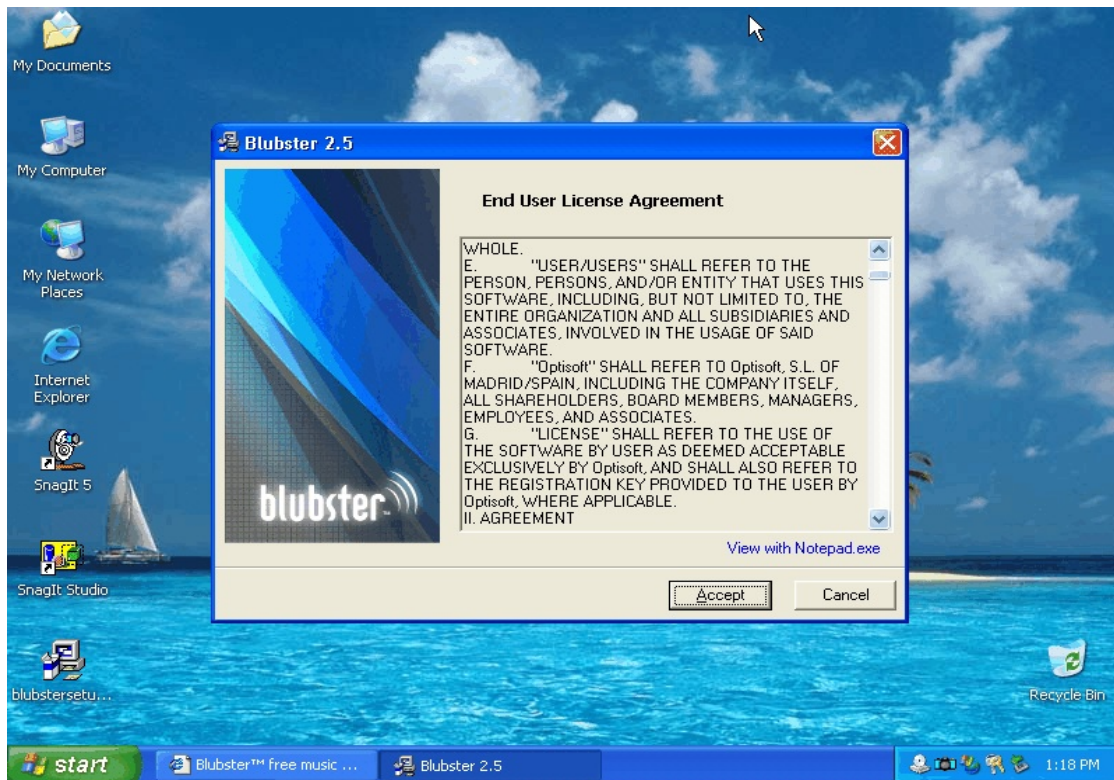 My Documents
My Computer
My Network
Places
Internet
Explorer
SnagIt 5
SnagIt Studio
blubstersetu...
Blubster 2.5
End User License Agreement
WHOLE.
E. "USER/USERS" SHALL REFER TO THE
PERSON, PERSONS, AND/OR ENTITY THAT USES THIS
SOFTWARE, INCLUDING, BUT NOT LIMITED TO, THE
ENTIRE ORGANIZATION AND ALL SUBSIDIARIES AND
ASSOCIATES, INVOLVED IN THE USAGE OF SAID
SOFTWARE.
F. "Optisoft" SHALL REFER TO Optisoft, S.L. OF
MADRID/SPAIN, INCLUDING THE COMPANY ITSELF,
ALL SHAREHOLDERS, BOARD MEMBERS, MANAGERS,
EMPLOYEES, AND ASSOCIATES.
G. "LICENSE" SHALL REFER TO THE USE OF
THE SOFTWARE BY USER AS DEEMED ACCEPTABLE
EXCLUSIVELY BY Optisoft, AND SHALL ALSO REFER TO
THE REGISTRATION KEY PROVIDED TO THE USER BY
Optisoft, WHERE APPLICABLE.
II. AGREEMENT
blubster
View with Notepad.exe
Accept
Cancel
Recycle Bin
start
Blubster™ free music ...
Blubster 2.5
1:18 PM